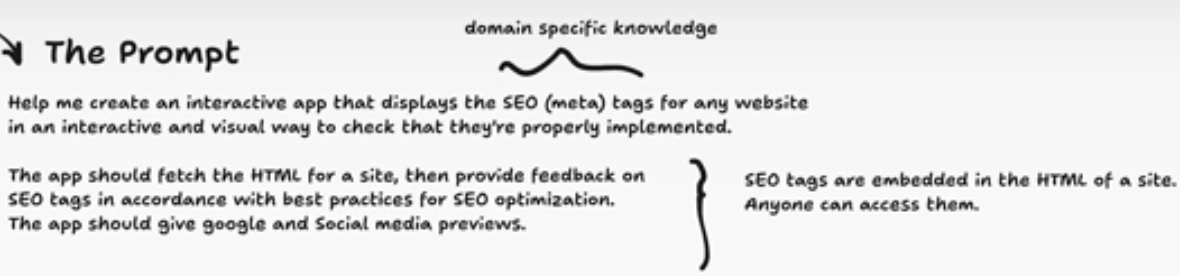 domain specific knowledge
The Prompt
Help me create an interactive app that displays the SEO (meta) tags for any website
in an interactive and visual way to check that they're properly implemented.
The app should fetch the HTML for a site, then provide feedback on
SEO tags in accordance with best practices for SEO optimization.
The app should give google and Social media previews.
SEO tags are embedded in the HTML of a site.
Anyone can access them.